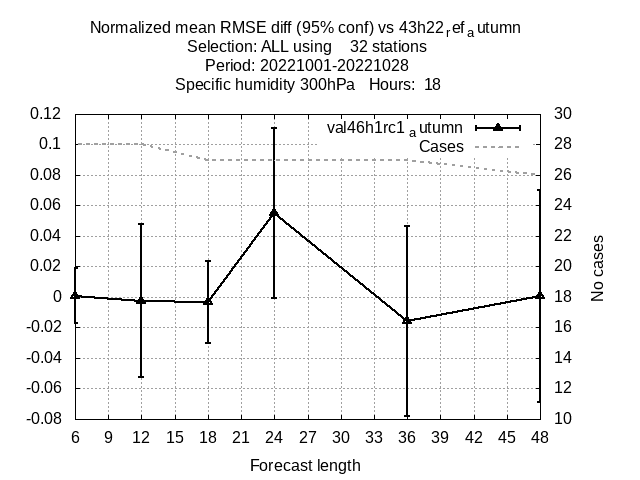 Normalized mean RMSE diff (95% conf) vs 43h22refautumn
Selection: ALL using 32 stations
Period: 20221001-20221028
Specific humidity 300hPa Hours: 18
0.12
0.1
0.08
0.06
0.04
0.02
0
-0.02
-0.04
-0.06
-0.08
val46h1rc1autumn
Cases
30
28
26
24
22
20
18
16
14
12
10
No cases
6 9 12 15 18 21 24 27 30 33 36 39 42 45 48
Forecast length